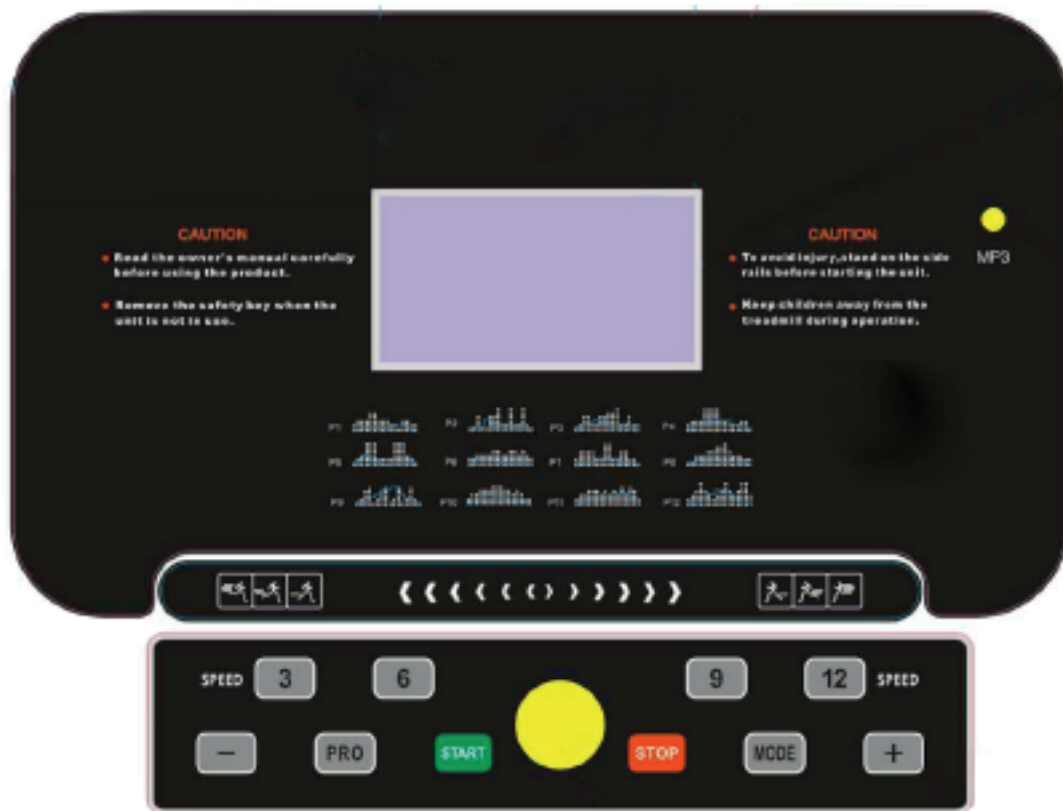 CAUTION
Read the owner's manual carefully
before using the product.
Remove the safety key when the
unit is not in use.
CAUTION
To avoid injury,stand on the side
rails before starting the unit.
Keep children away from the
treadmill during operation.
MP3
P1 P2 P3 P4
P5 P6 P7 P8
P9 P10 P11 P12
SPEED 3 6 9 12 SPEED
- PRO START STOP MODE +